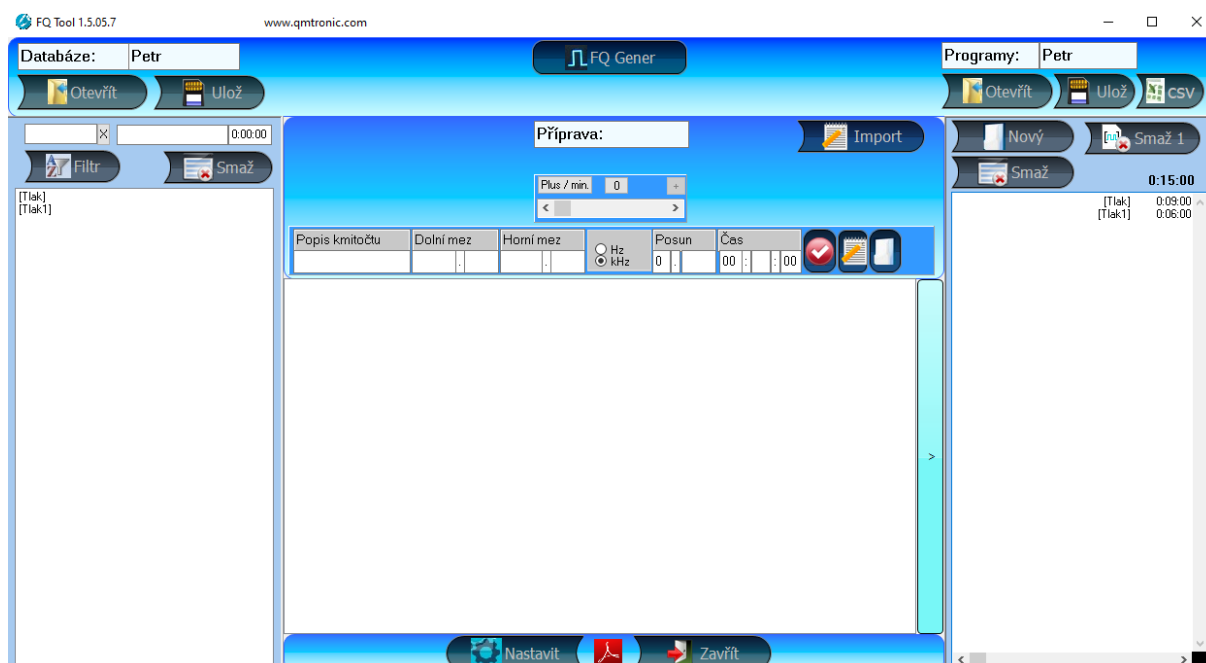 FQ Tool 1.5.05.7 www.qmtronic.com
Databáze: Petr
FQ Gener
Programy: Petr
Otevřít Ulož
Otevřít Ulož CSV
X 0:00:00
Filtr Smaž
[Tlak]
[Tlak1]
Příprava: Import
Plus / min. 0 +
< >
Popis kmitočtu Dolní mez Horní mez Hz Posun Čas
. . kHz 0 . 00 : : 00
>
Nový Smaž 1
Smaž 0:15:00
[Tlak] 0:09:00
[Tlak1] 0:06:00
Nastavit Zavřít
< >